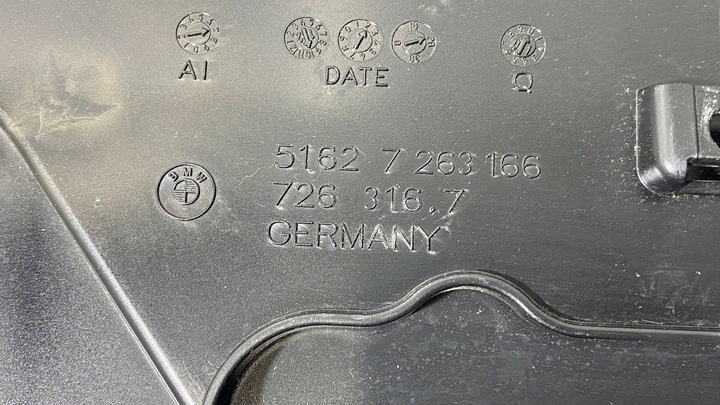 AI DATE Q
5162 7 263 166
BMW
726 316.7
GERMANY